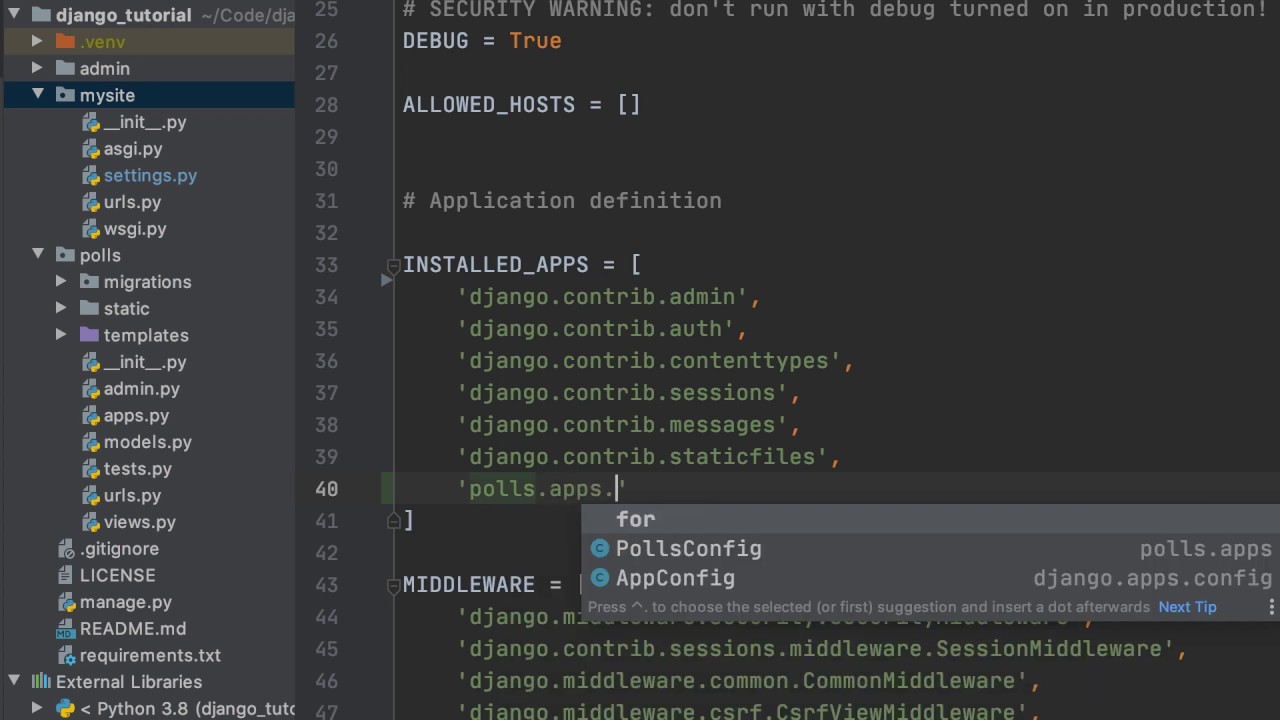 django_tutorial ~/Code/dja
.venv
admin
mysite
__init__.py
asgi.py
settings.py
urls.py
wsgi.py
polls
migrations
static
templates
__init__.py
admin.py
apps.py
models.py
tests.py
urls.py
views.py
.gitignore
LICENSE
manage.py
README.md
requirements.txt
External Libraries
< Python 3.8 (django_tuto
25 # SECURITY WARNING: don't run with debug turned on in production!
26 DEBUG = True
27
28 ALLOWED_HOSTS = []
29
30
31 # Application definition
32
33 INSTALLED_APPS = [
34 'django.contrib.admin',
35 'django.contrib.auth',
36 'django.contrib.contenttypes',
37 'django.contrib.sessions',
38 'django.contrib.messages',
39 'django.contrib.staticfiles',
40 'polls.apps.'
41 ]
for
42
PollsConfig polls.apps
AppConfig django.apps.config
43 MIDDLEWARE = [
Press ^. to choose the selected (or first) suggestion and insert a dot afterwards Next Tip
44 'django.middleware.security.SecurityMiddleware',
45 'django.contrib.sessions.middleware.SessionMiddleware',
46 'django.middleware.common.CommonMiddleware',
47 'django.middleware.csrf.CsrfViewMiddleware',